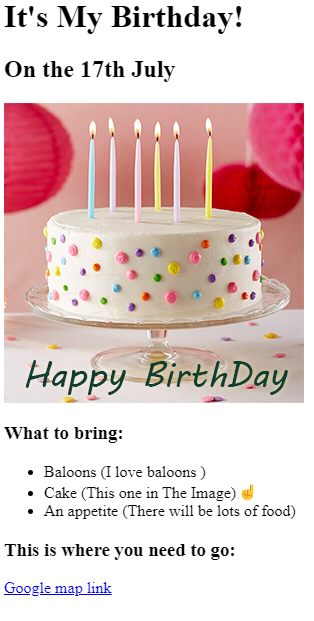 It's My Birthday!
On the 17th July
Happy BirthDay
What to bring:
Baloons (I love baloons )
Cake (This one in The Image) ☝
An appetite (There will be lots of food)
This is where you need to go:
Google map link